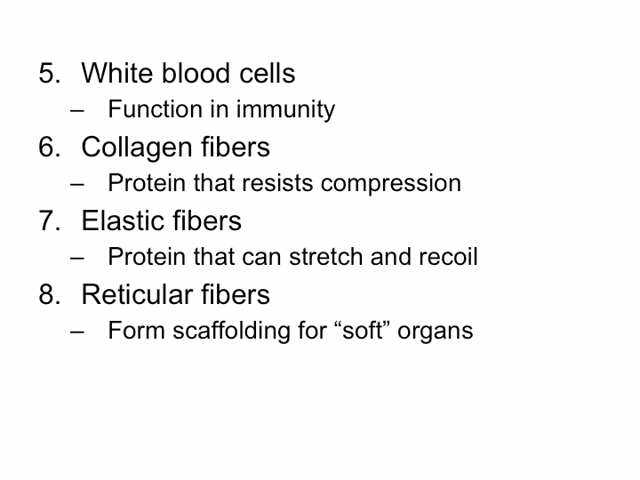 5. White blood cells
– Function in immunity
6. Collagen fibers
– Protein that resists compression
7. Elastic fibers
– Protein that can stretch and recoil
8. Reticular fibers
– Form scaffolding for “soft” organs